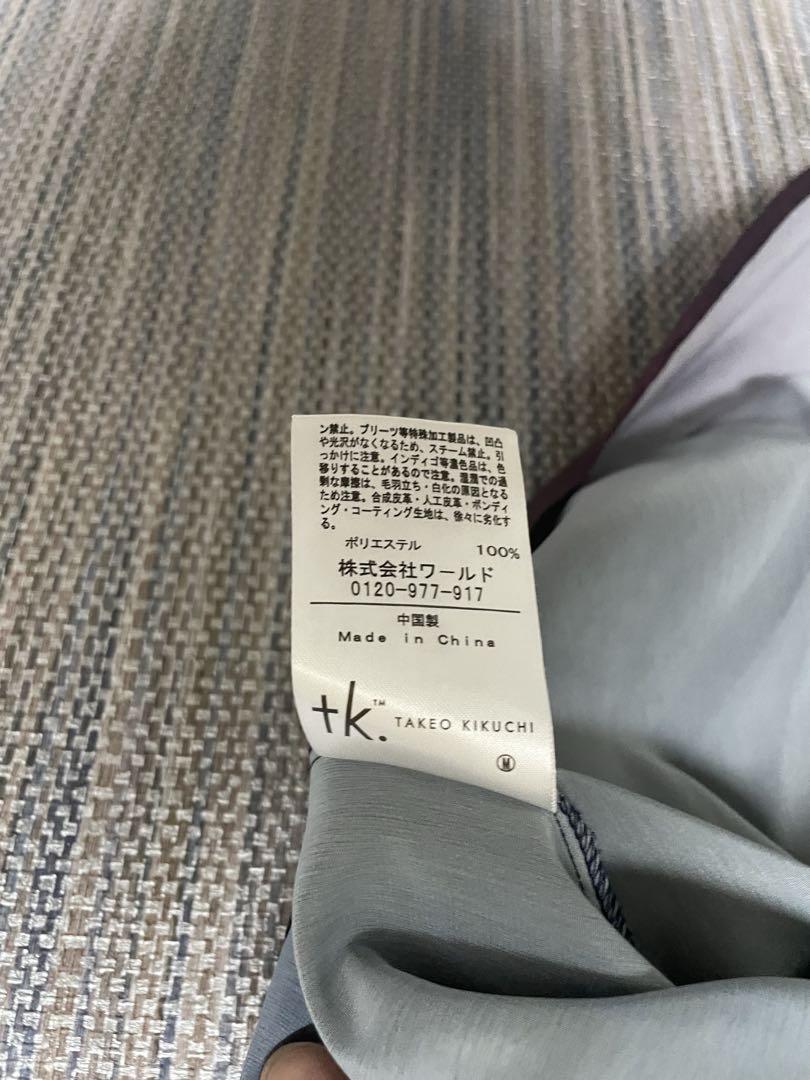 ン禁止。プリーツ等特殊加工製品は、凹凸
や光沢がなくなるため、スチーム禁止。引
っかけに注意。インディゴ等濃色品は、色
移りすることがあるので注意。湿潤での過
剰な摩擦は、毛羽立ち・白化の原因となる
ため注意。合成皮革・人工皮革・ボンディ
ング・コーティング生地は、徐々に劣化す
る。
ポリエステル 100%
株式会社ワールド
0120-977-917
中国製
Made in China
tk.™ TAKEO KIKUCHI
Ⓜ